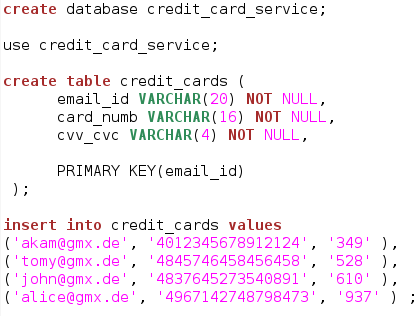 create database credit_card_service;
use credit_card_service;
create table credit_cards (
email_id VARCHAR(20) NOT NULL,
card_numb VARCHAR(16) NOT NULL,
cvv_cvc VARCHAR(4) NOT NULL,
PRIMARY KEY(email_id)
);
insert into credit_cards values
('akam@gmx.de', '4012345678912124', '349' ),
('tomy@gmx.de', '4845746458456458', '528' ),
('john@gmx.de', '4837645273540891', '610' ),
('alice@gmx.de', '4967142748798473', '937' ) ;